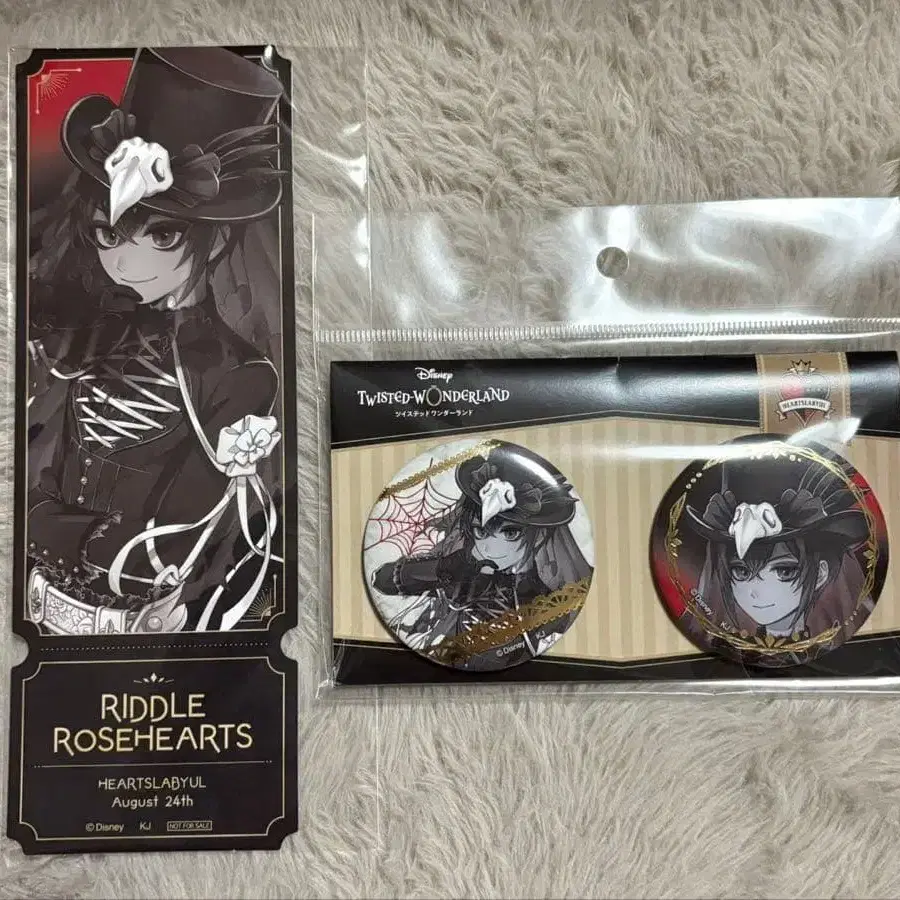 RIDDLE
ROSEHEARTS
HEARTSLABYUL
August 24th
©Disney KJ NOT FOR SALE
Disney
TWISTED-WONDERLAND
ツイステッドワンダーランド
HEARTSLABYUL
©Disney KJ
©Disney
KJ